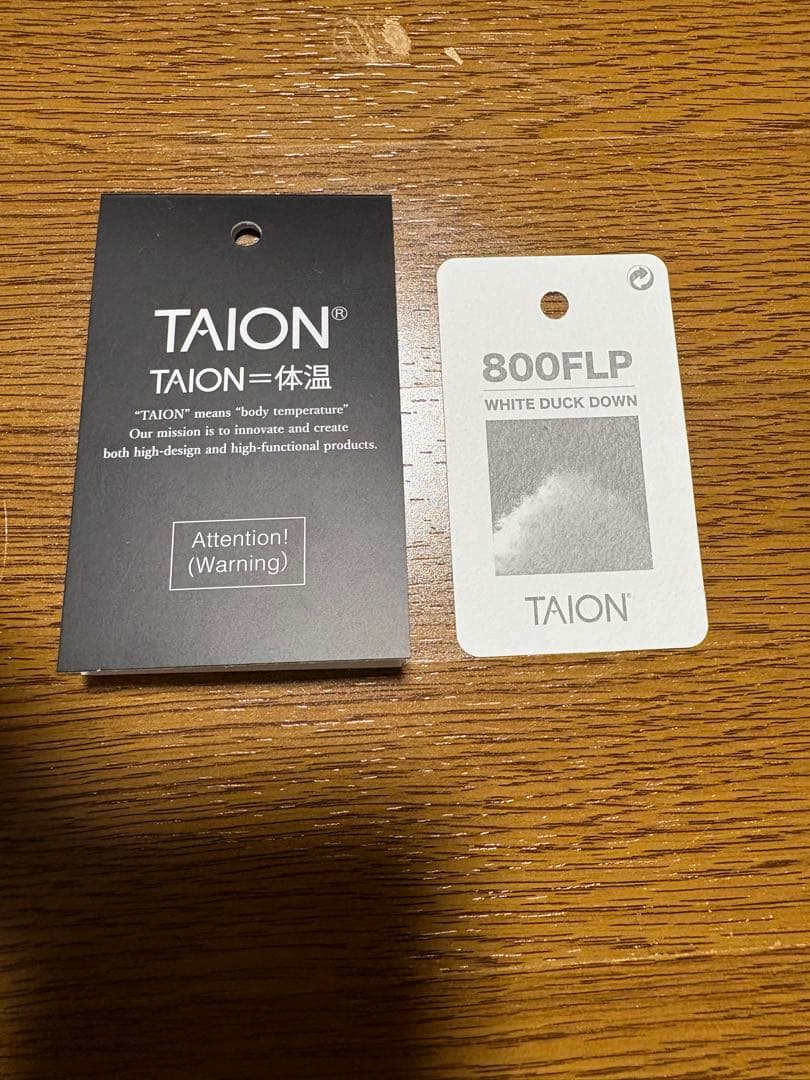 TAION®
TAION＝体温
“TAION” means “body temperature”
Our mission is to innovate and create
both high-design and high-functional products.
Attention!
(Warning)
800FLP
WHITE DUCK DOWN
TAION®